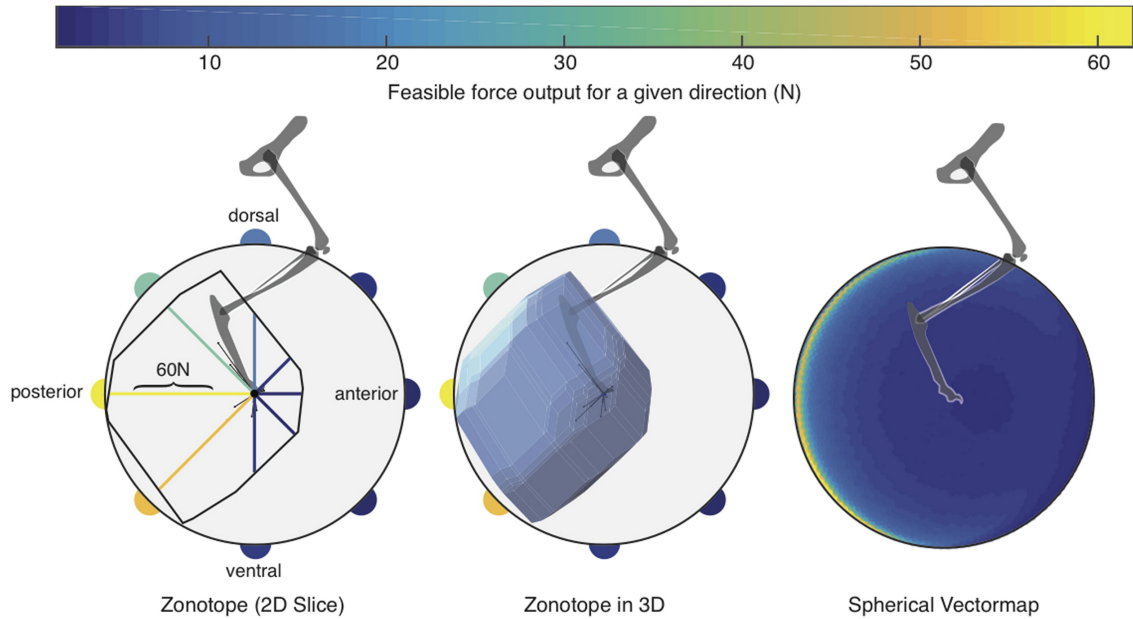 10 20 30 40 50 60
Feasible force output for a given direction (N)
dorsal
60N
posterior
anterior
ventral
Zonotope (2D Slice)
Zonotope in 3D
Spherical Vectormap